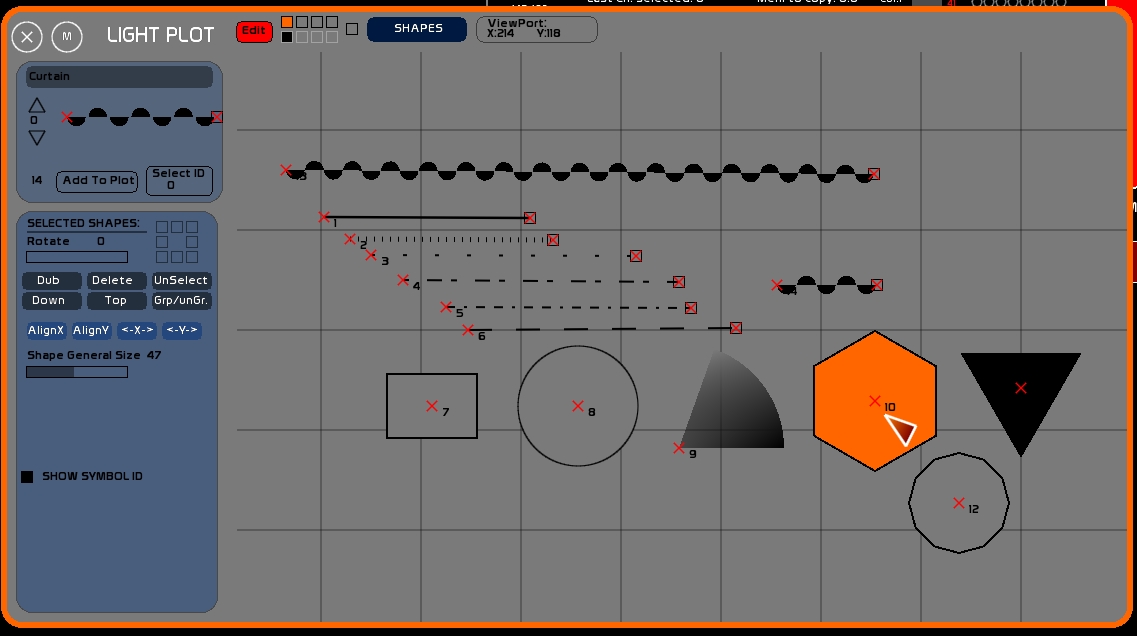 LIGHT PLOT
M
Edit
SHAPES
ViewPort:
X:214 Y:118
Curtain
0
14
Add To Plot
Select ID
0
SELECTED SHAPES:
Rotate 0
Dub Delete UnSelect
Down Top Grp/unGr.
AlignX AlignY <-X-> <-Y->
Shape General Size 47
SHOW SYMBOL ID
1
2
3
4
5
6
7
8
9
10
12